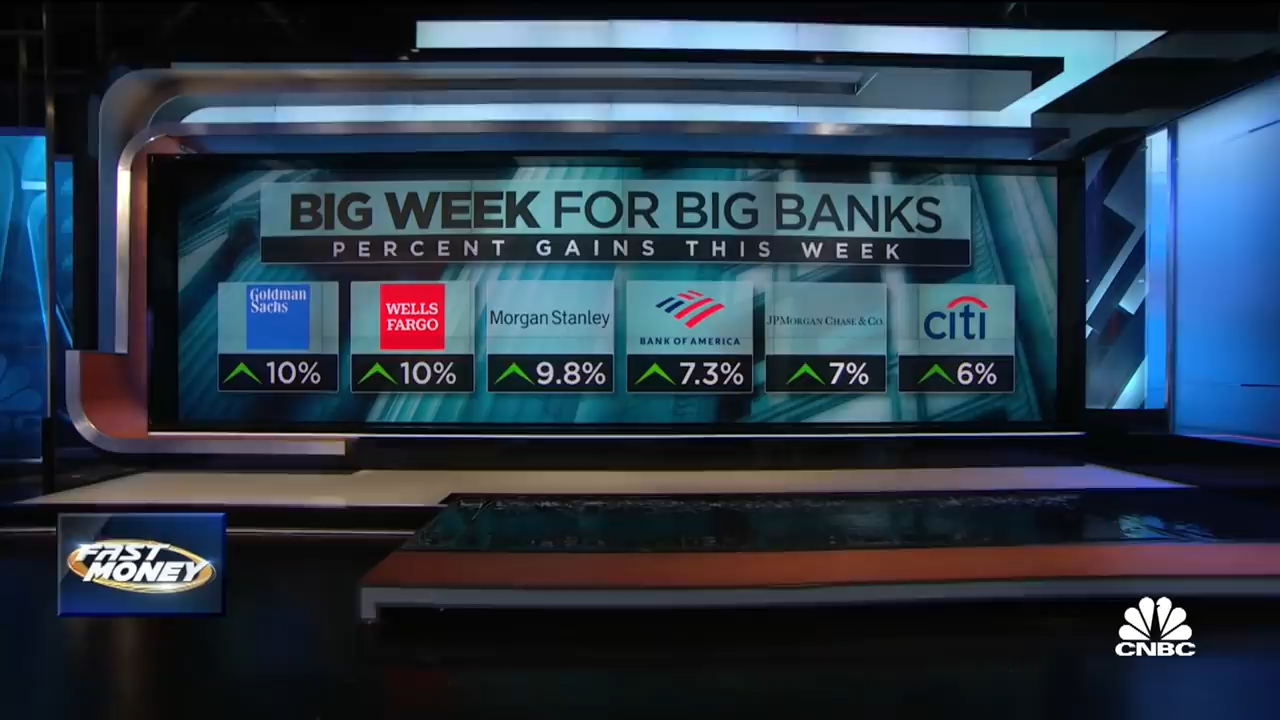 BIG WEEK FOR BIG BANKS
PERCENT GAINS THIS WEEK
Goldman
Sachs
10%
WELLS
FARGO
10%
Morgan Stanley
9.8%
BANK OF AMERICA
7.3%
JPMORGAN CHASE & CO.
7%
citi
6%
FAST
MONEY
CNBC